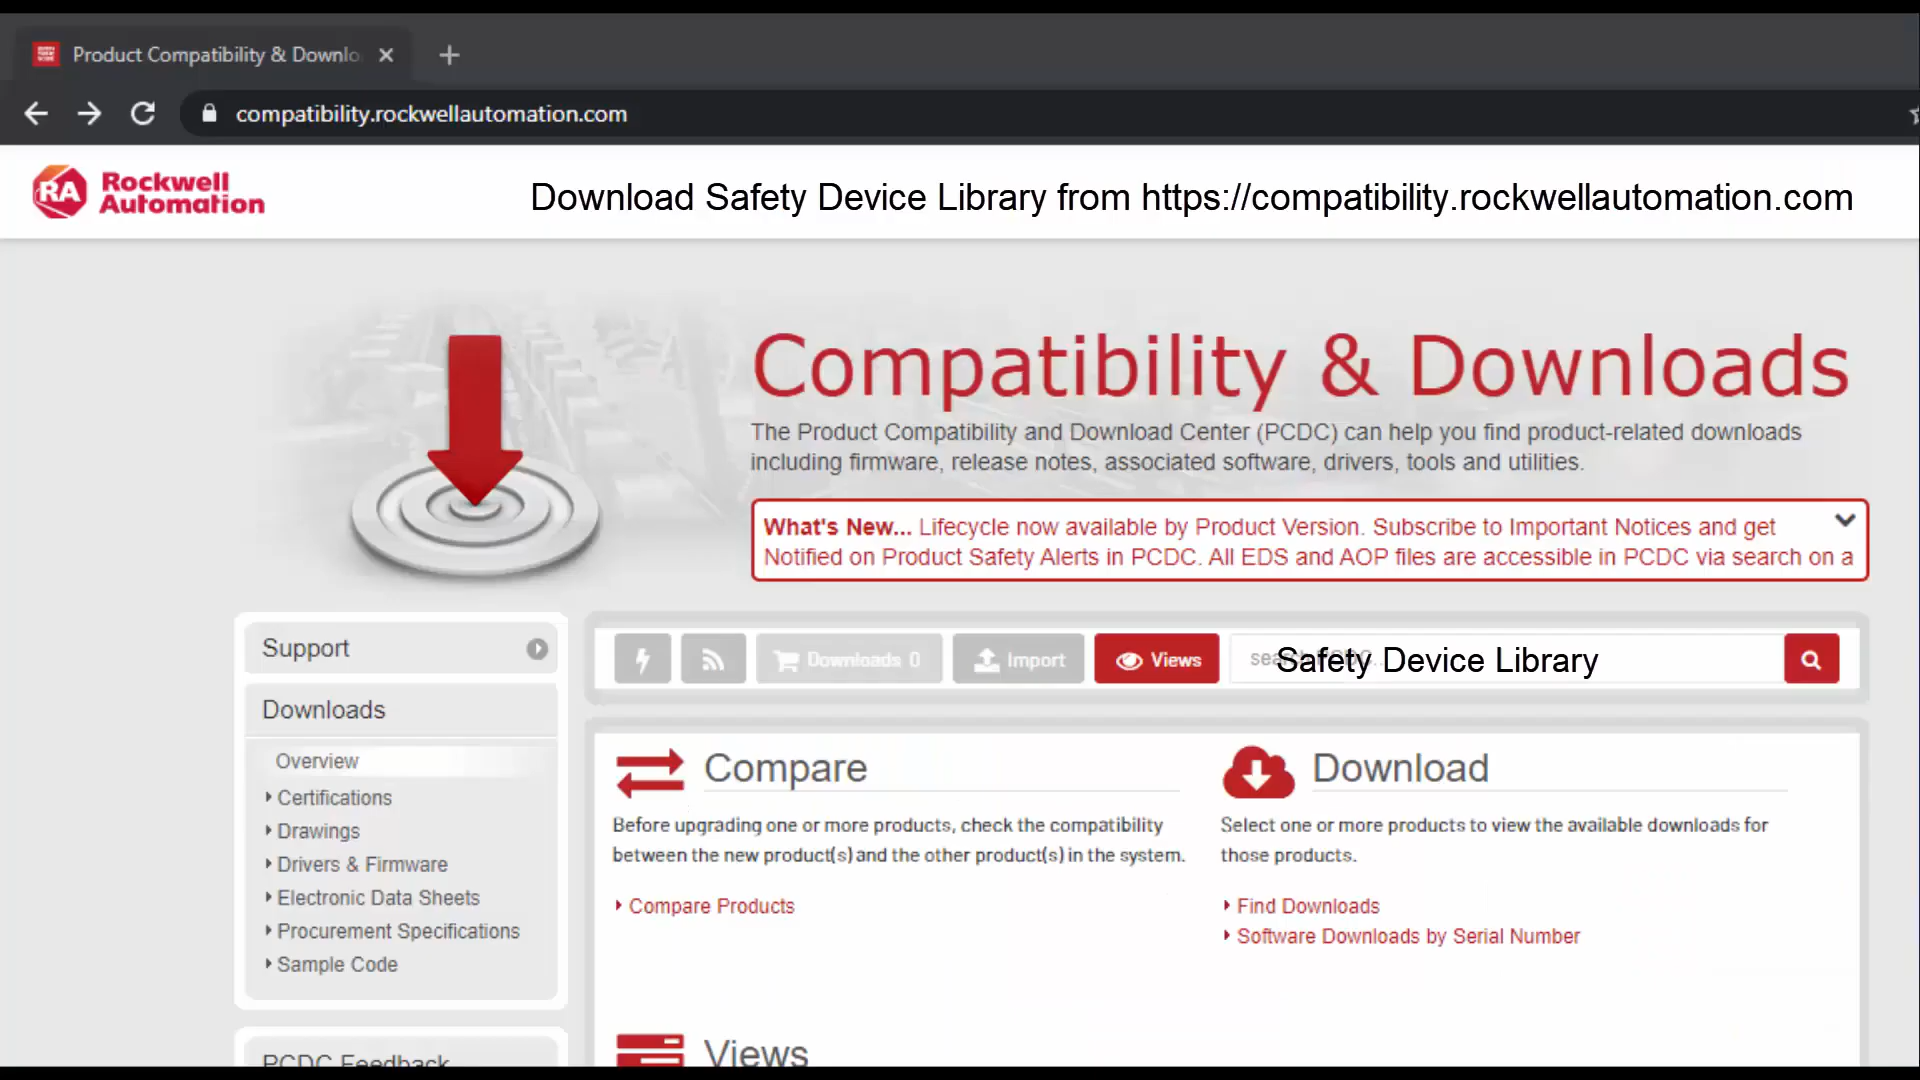 Product Compatibility & Downlo
compatibility.rockwellautomation.com
RA Rockwell
Automation
Download Safety Device Library from https://compatibility.rockwellautomation.com
Compatibility & Downloads
The Product Compatibility and Download Center (PCDC) can help you find product-related downloads
including firmware, release notes, associated software, drivers, tools and utilities.
What's New... Lifecycle now available by Product Version. Subscribe to Important Notices and get
Notified on Product Safety Alerts in PCDC. All EDS and AOP files are accessible in PCDC via search on a
Support
Downloads
Overview
Certifications
Drawings
Drivers & Firmware
Electronic Data Sheets
Procurement Specifications
Sample Code
PCDC Feedback
Downloads 0
Import
Views
Safety Device Library
Compare
Before upgrading one or more products, check the compatibility
between the new product(s) and the other product(s) in the system.
Compare Products
Download
Select one or more products to view the available downloads for
those products.
Find Downloads
Software Downloads by Serial Number
Views